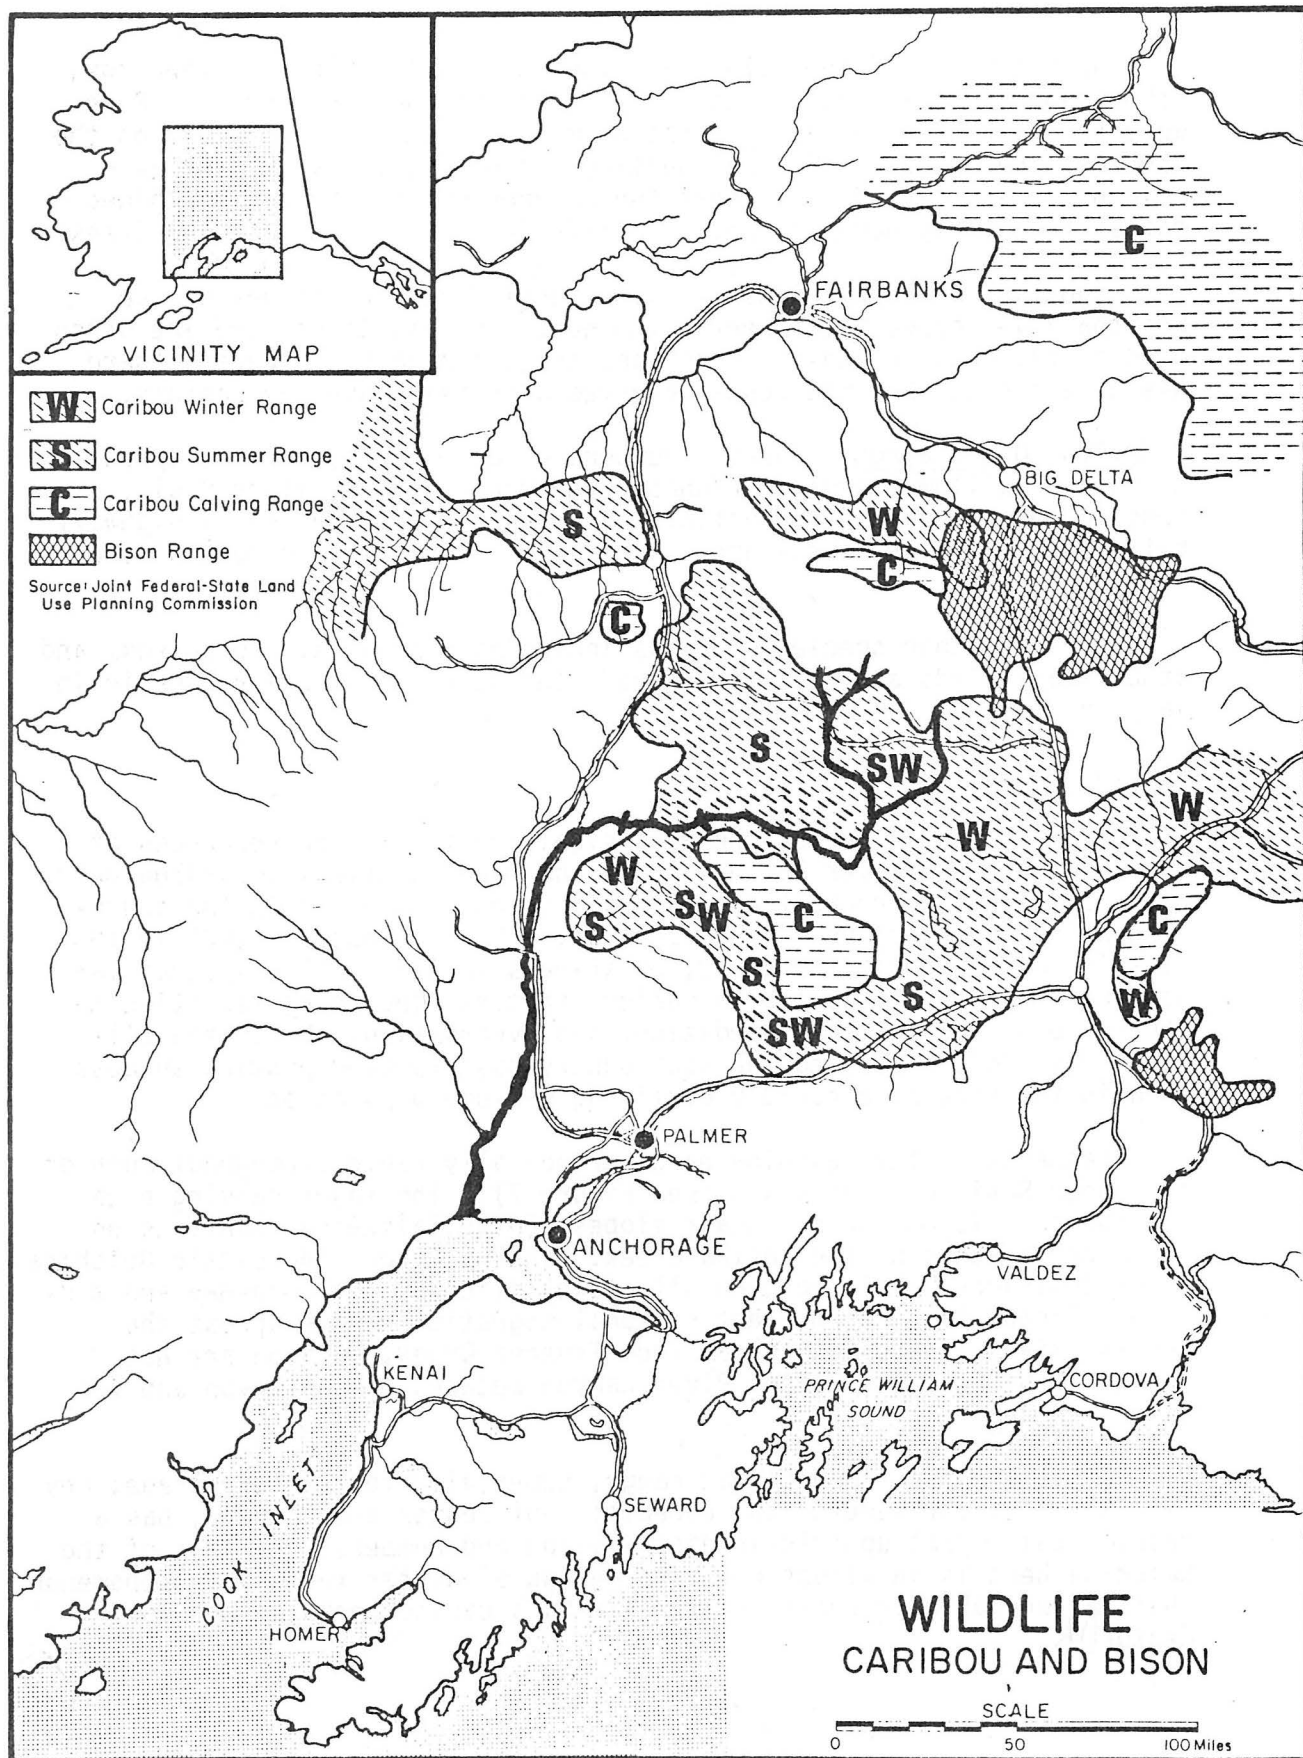 VICINITY MAP
W Caribou Winter Range
S Caribou Summer Range
C Caribou Calving Range
Bison Range
Source: Joint Federal-State Land
Use Planning Commission
C
FAIRBANKS
BIG DELTA
S
W
C
C
S
SW
W
W
W
SW
S
C
C
S
S
W
SW
PALMER
ANCHORAGE
VALDEZ
KENAI
PRINCE WILLIAM
SOUND
CORDOVA
COOK INLET
SEWARD
HOMER
WILDLIFE
CARIBOU AND BISON
SCALE
0 50 100 Miles